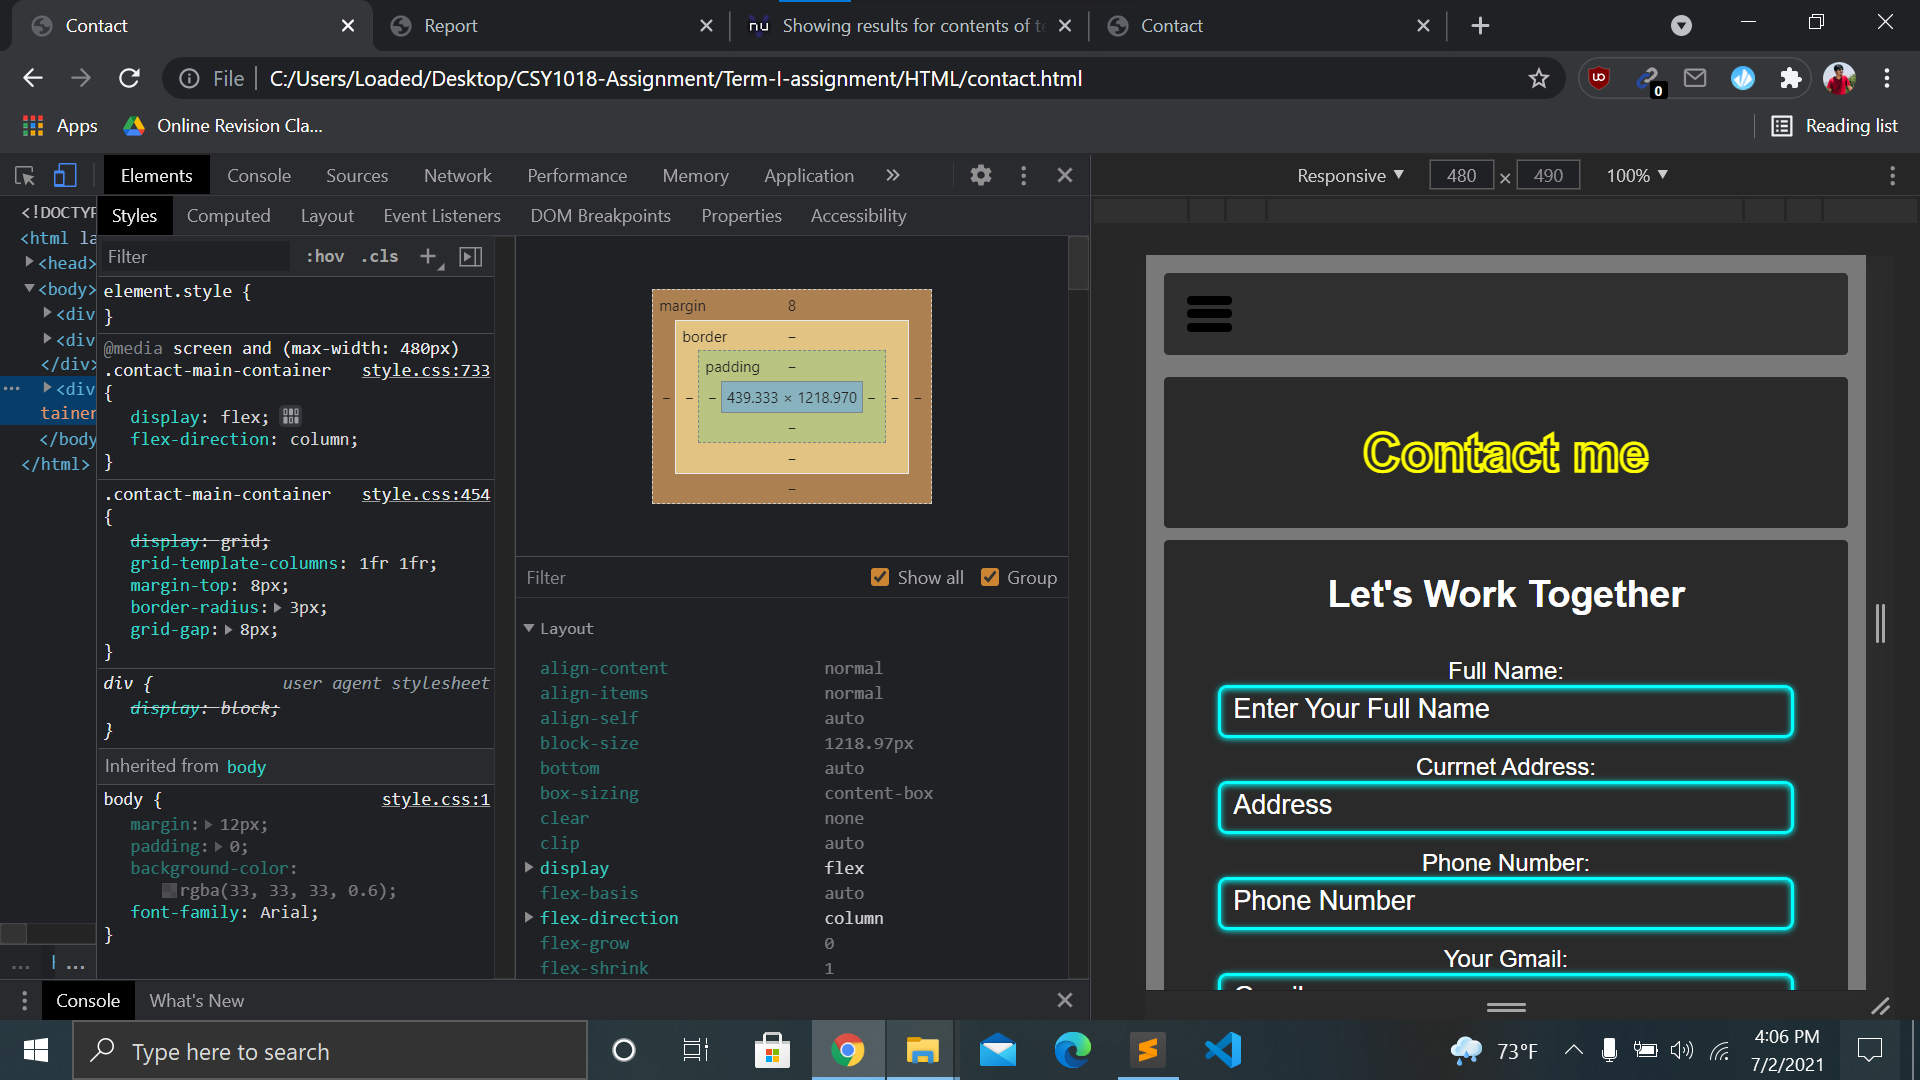 Contact
Report
Showing results for contents of te
Contact
File
C:/Users/Loaded/Desktop/CSY1018-Assignment/Term-I-assignment/HTML/contact.html
0
Apps
Online Revision Cla...
Reading list
Elements Console Sources Network Performance Memory Application »
Responsive ▼ 480 × 490 100% ▼
<!DOCTYP
<html la
<head>
<body>
<div
<div
</div>
<div
tainer
</body
</html>
Styles Computed Layout Event Listeners DOM Breakpoints Properties Accessibility
Filter :hov .cls +
element.style {
}
@media screen and (max-width: 480px)
.contact-main-container style.css:733
{
display: flex;
flex-direction: column;
}
.contact-main-container style.css:454
{
display: grid;
grid-template-columns: 1fr 1fr;
margin-top: 8px;
border-radius: 3px;
grid-gap: 8px;
}
div { user agent stylesheet
display: block;
}
Inherited from body
body { style.css:1
margin: 12px;
padding: 0;
background-color:
rgba(33, 33, 33, 0.6);
font-family: Arial;
}
margin 8
border –
padding –
– – – 439.333 × 1218.970 – – –
–
–
–
Filter Show all Group
Layout
align-content normal
align-items normal
align-self auto
block-size 1218.97px
bottom auto
box-sizing content-box
clear none
clip auto
display flex
flex-basis auto
flex-direction column
flex-grow 0
flex-shrink 1
Contact me
Let's Work Together
Full Name:
Enter Your Full Name
Currnet Address:
Address
Phone Number:
Phone Number
Your Gmail:
Console What's New
Type here to search
73°F
4:06 PM
7/2/2021